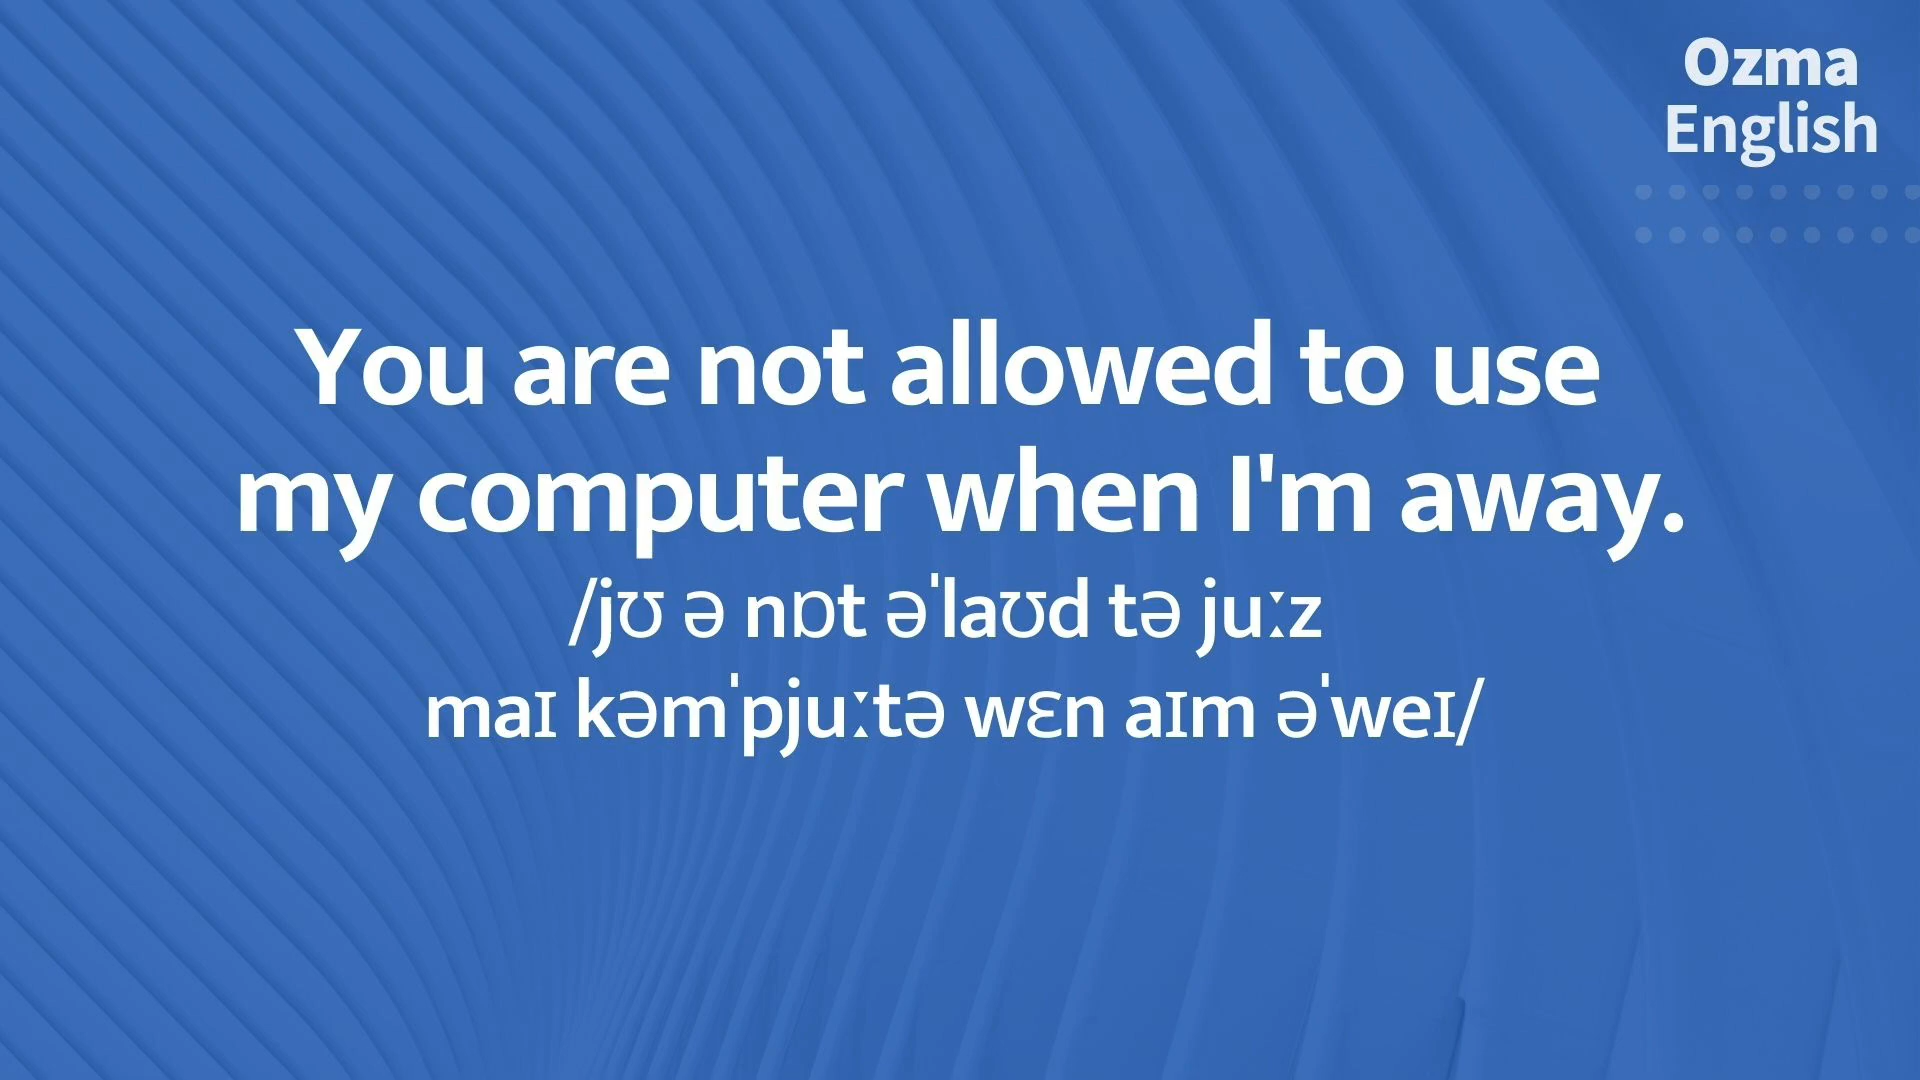 Ozma
English
You are not allowed to use
my computer when I'm away.
/jʊ ə nɒt əˈlaʊd tə juːz
maɪ kəmˈpjuːtə wɛn aɪm əˈweɪ/